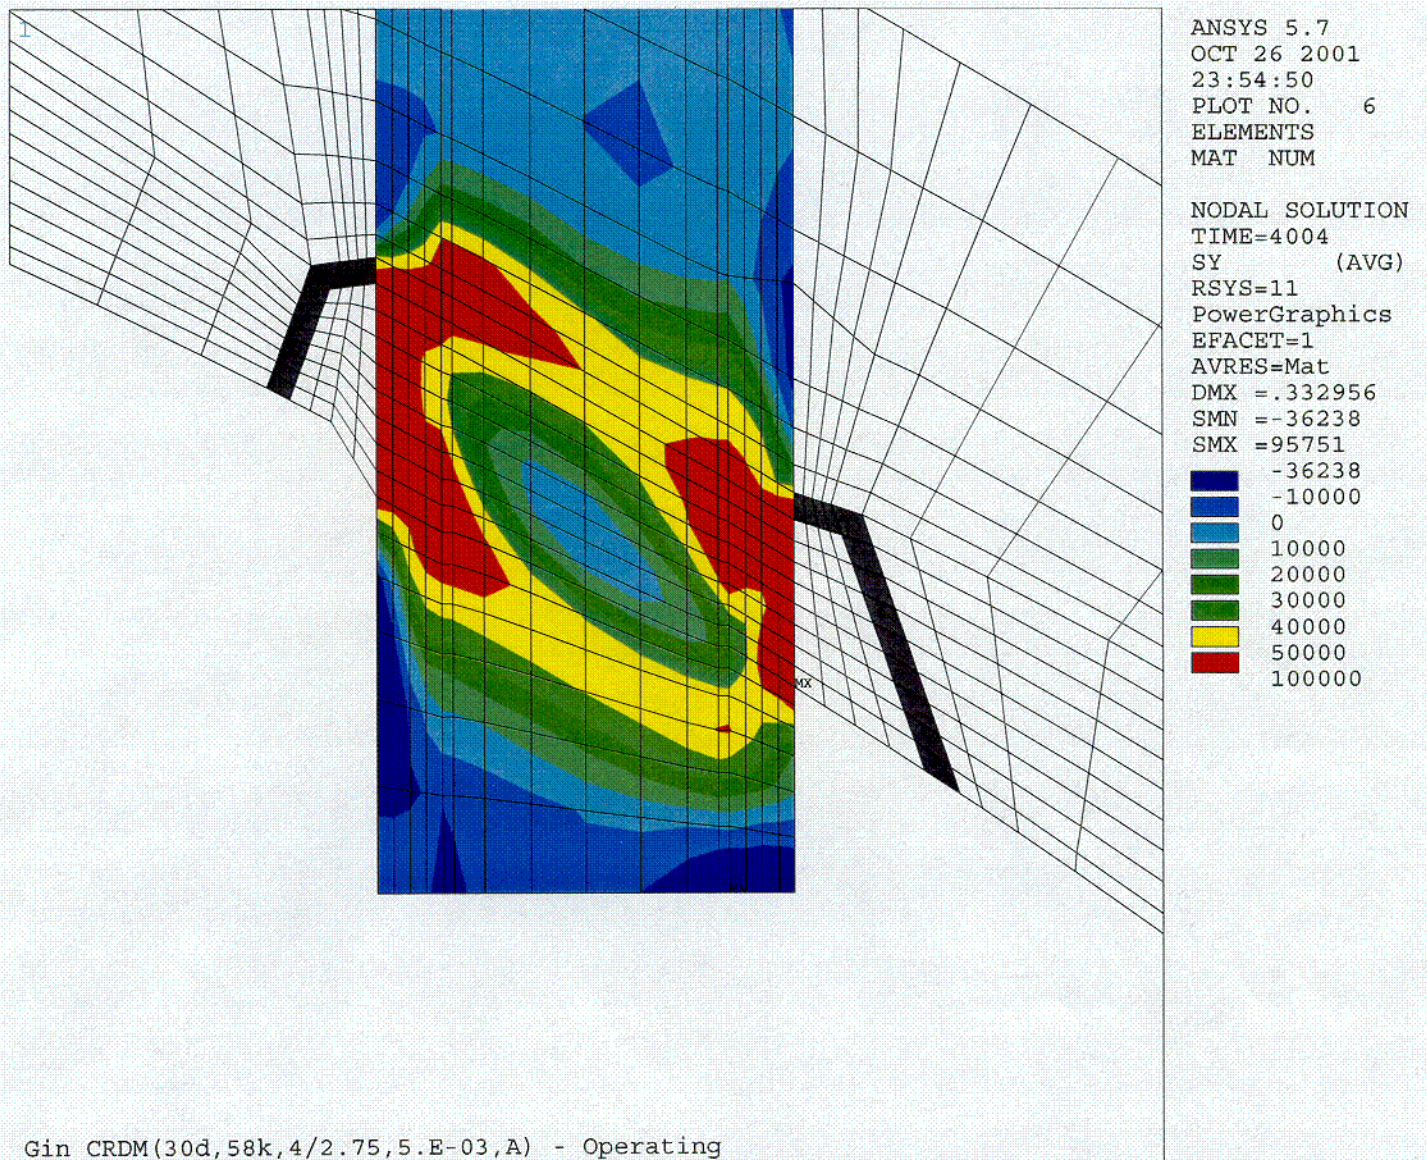 1
ANSYS 5.7
OCT 26 2001
23:54:50
PLOT NO. 6
ELEMENTS
MAT NUM
NODAL SOLUTION
TIME=4004
SY (AVG)
RSYS=11
PowerGraphics
EFACET=1
AVRES=Mat
DMX =.332956
SMN =-36238
SMX =95751
-36238
-10000
0
10000
20000
30000
40000
50000
100000
MX
Gin CRDM(30d,58k,4/2.75,5.E-03,A) - Operating